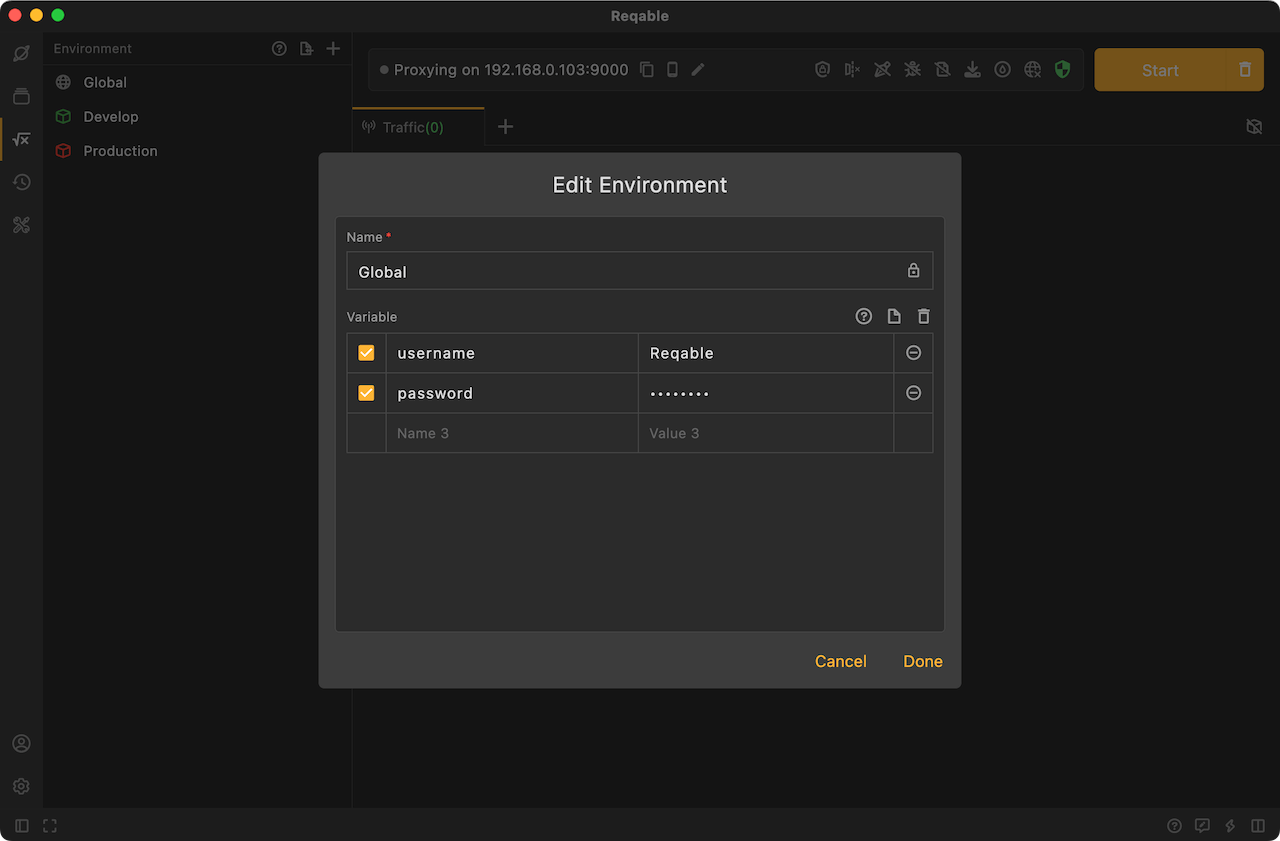 Reqable
Environment
Global
Develop
Production
Proxying on 192.168.0.103:9000
Start
Traffic(0)
Edit Environment
Name *
Global
Variable
username Reqable
password ••••••••
Name 3 Value 3
Cancel Done